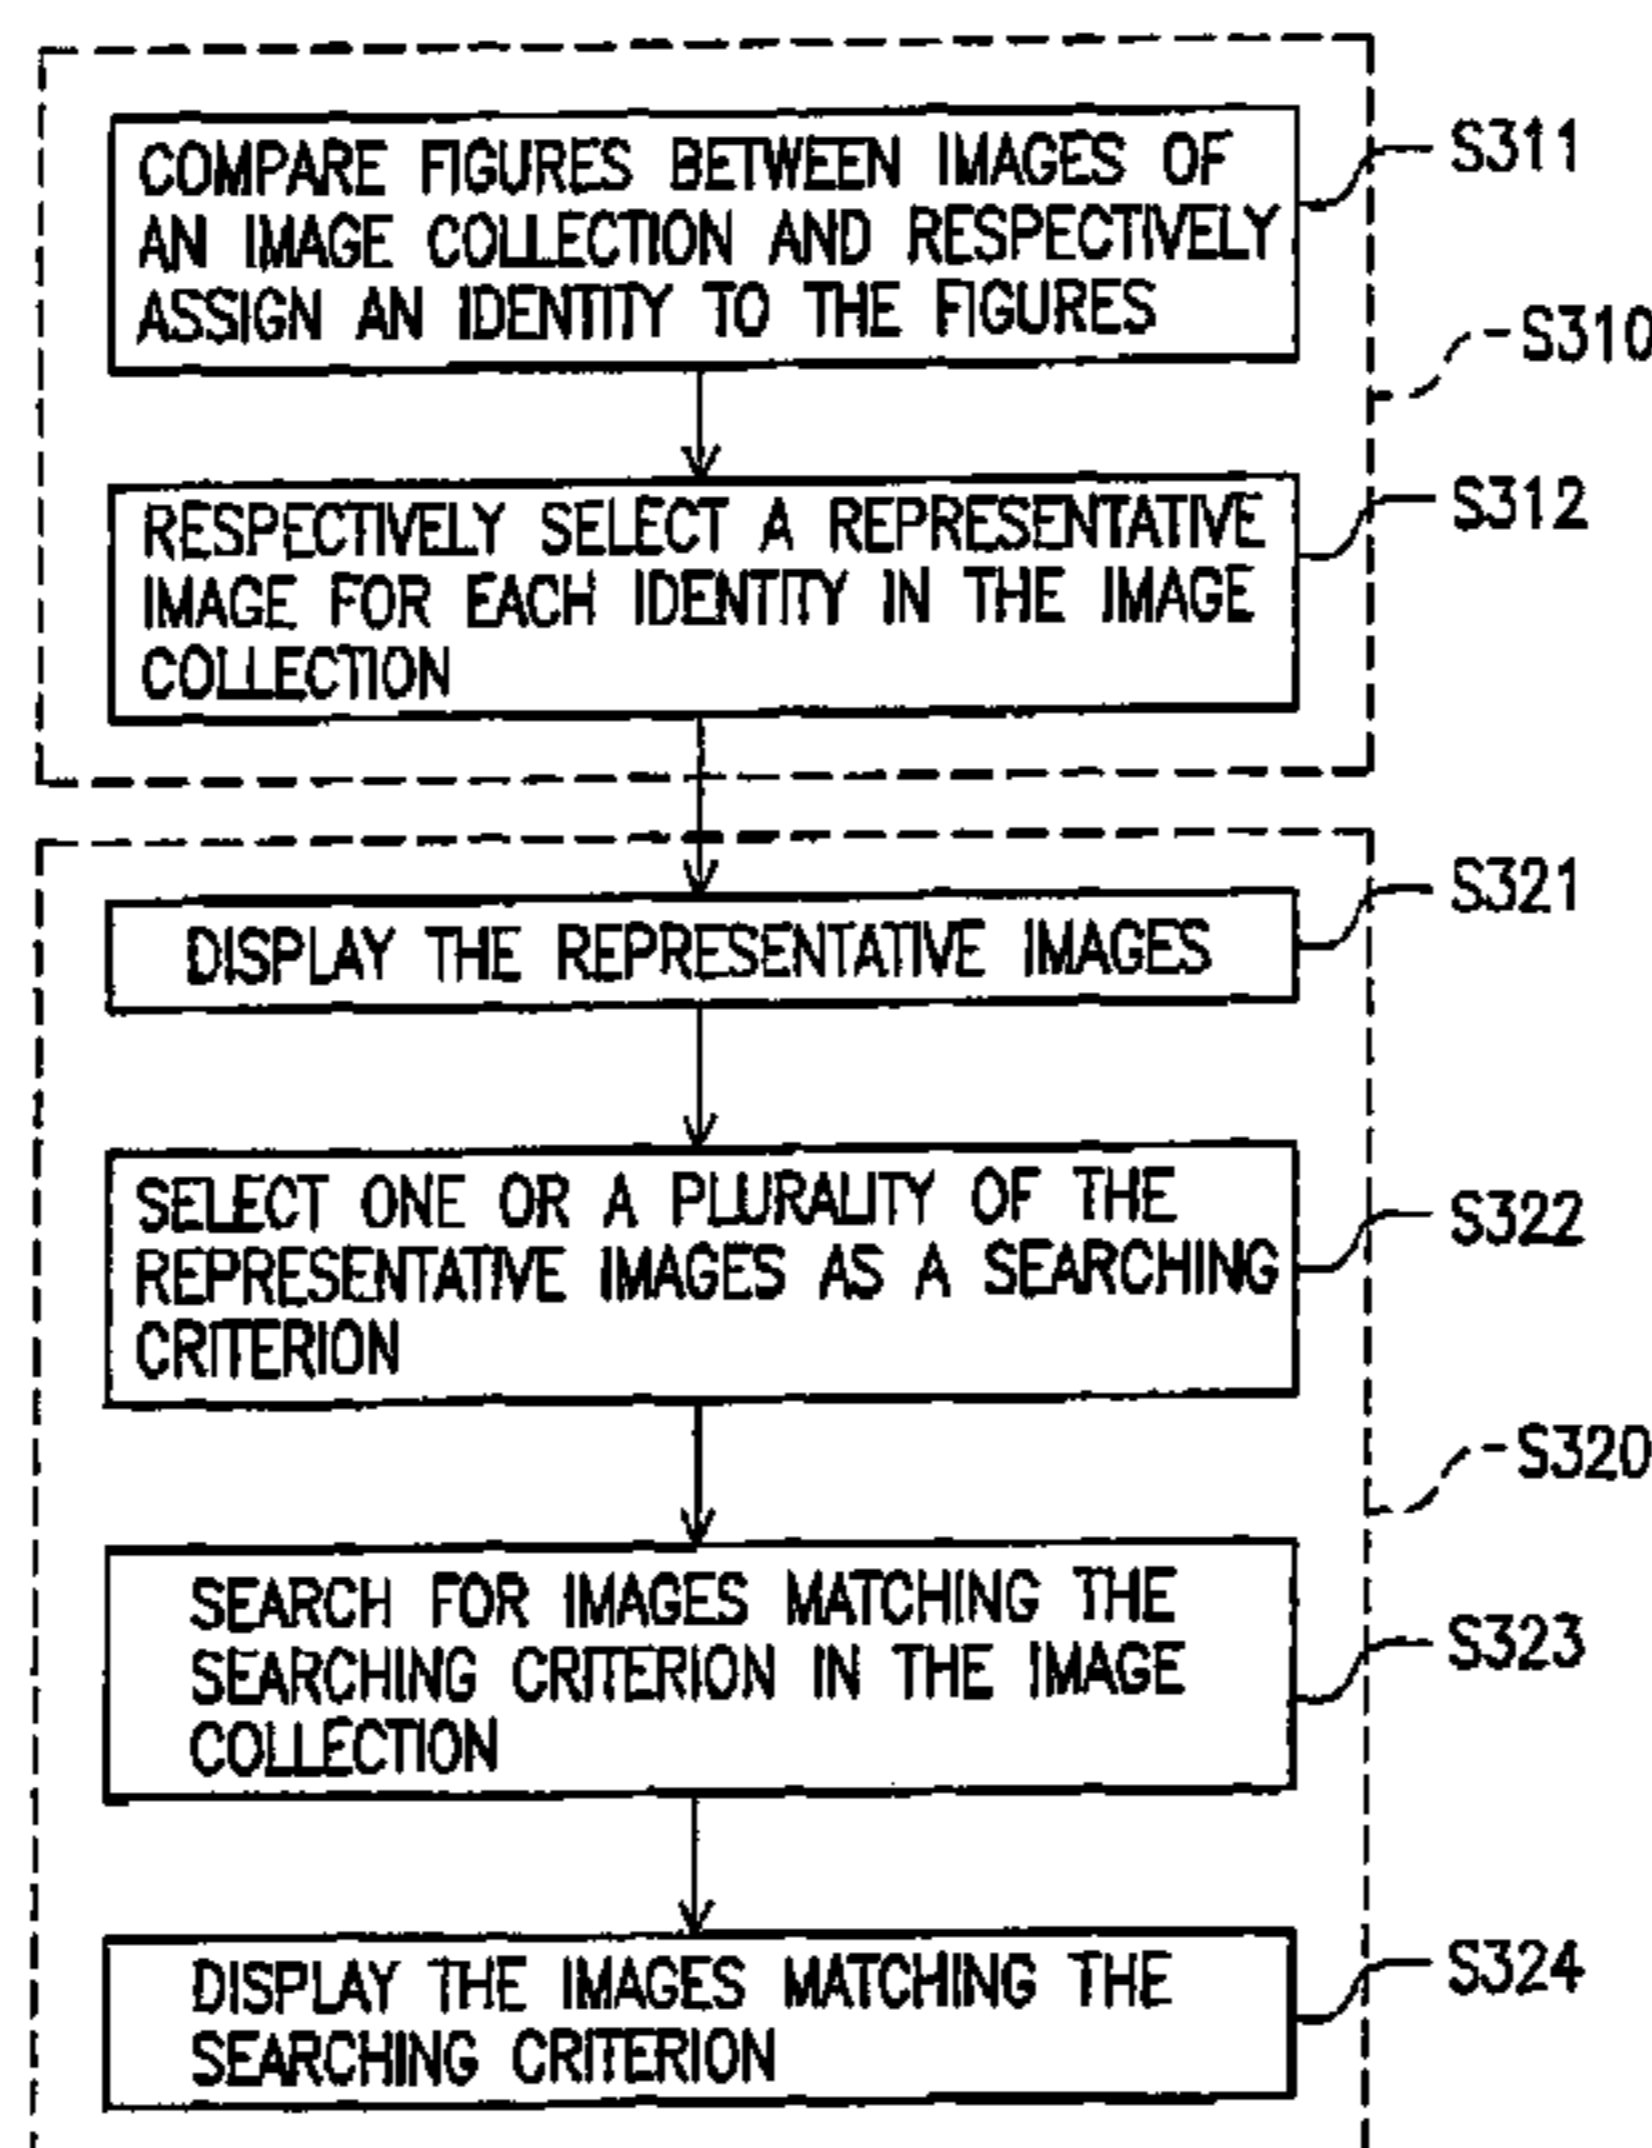 COMPARE FIGURES BETWEEN IMAGES OF
AN IMAGE COLLECTION AND RESPECTIVELY
ASSIGN AN IDENTITY TO THE FIGURES
S311
S310
RESPECTIVELY SELECT A REPRESENTATIVE
IMAGE FOR EACH IDENTITY IN THE IMAGE
COLLECTION
S312
DISPLAY THE REPRESENTATIVE IMAGES
S321
SELECT ONE OR A PLURALITY OF THE
REPRESENTATIVE IMAGES AS A SEARCHING
CRITERION
S322
S320
SEARCH FOR IMAGES MATCHING THE
SEARCHING CRITERION IN THE IMAGE
COLLECTION
S323
DISPLAY THE IMAGES MATCHING THE
SEARCHING CRITERION
S324